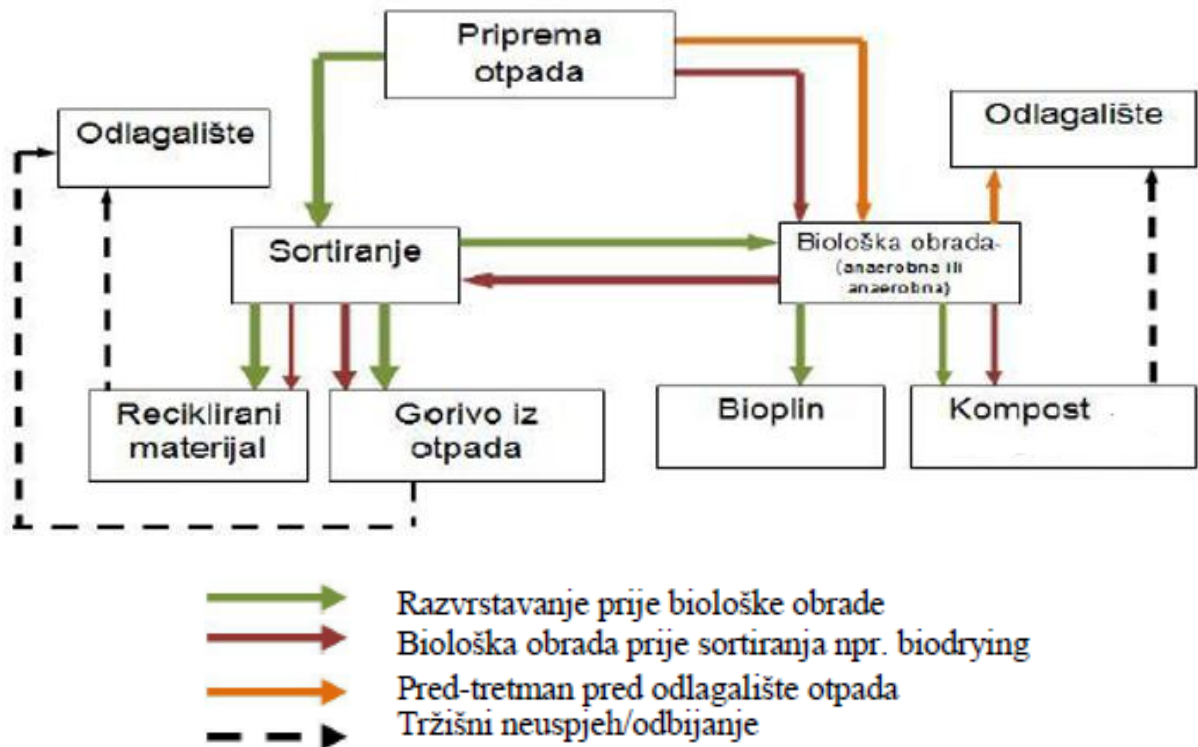 Priprema
otpada
Odlagalište
Odlagalište
Sortiranje
Biološka obrada-
(anaerobna ili
anaerobna)
Reciklirani
materijal
Gorivo iz
otpada
Bioplin
Kompost
Razvrstavanje prije biološke obrade
Biološka obrada prije sortiranja npr. biodrying
Pred-tretman pred odlagalište otpada
Tržišni neuspjeh/odbijanje